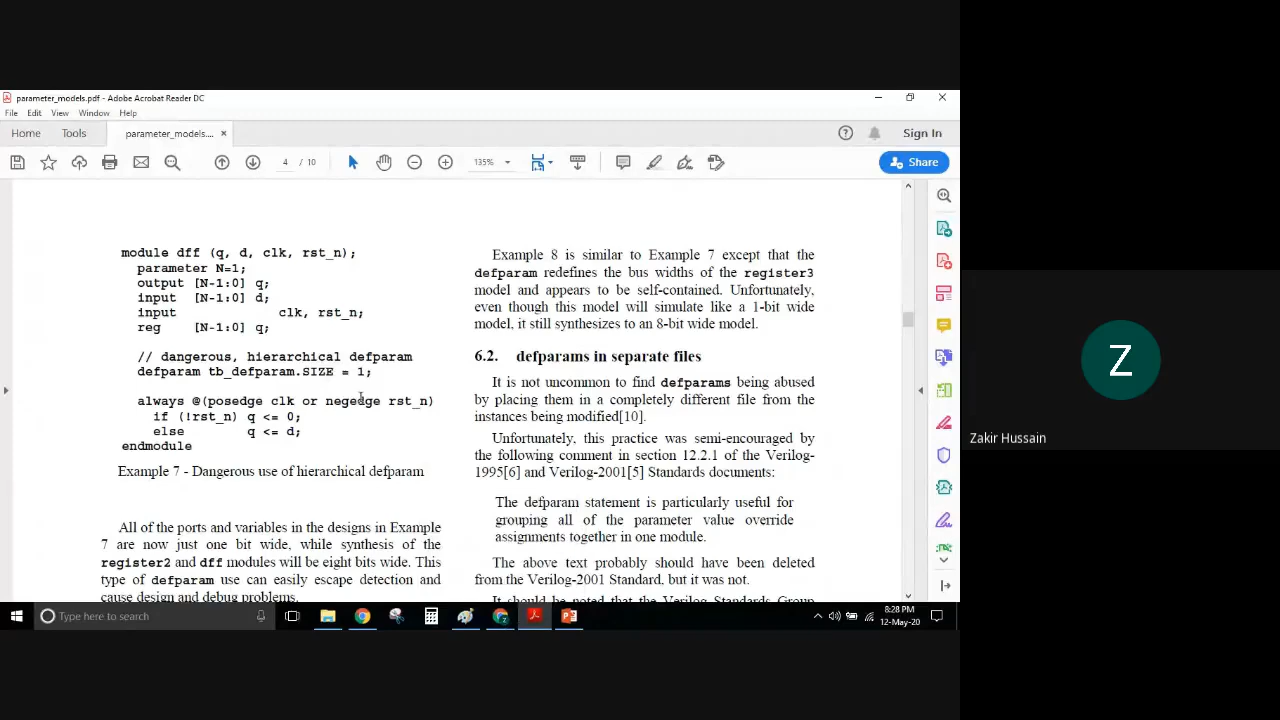 parameter_models.pdf - Adobe Acrobat Reader DC
File Edit View Window Help
Home Tools parameter_models.... × Sign In
4 / 10 135% Share
module dff (q, d, clk, rst_n);
parameter N=1;
output [N-1:0] q;
input [N-1:0] d;
input clk, rst_n;
reg [N-1:0] q;
// dangerous, hierarchical defparam
defparam tb_defparam.SIZE = 1;
always @(posedge clk or negedge rst_n)
if (!rst_n) q <= 0;
else q <= d;
endmodule
Example 7 - Dangerous use of hierarchical defparam
All of the ports and variables in the designs in Example
7 are now just one bit wide, while synthesis of the
register2 and dff modules will be eight bits wide. This
type of defparam use can easily escape detection and
cause design and debug problems.
Example 8 is similar to Example 7 except that the
defparam redefines the bus widths of the register3
model and appears to be self-contained. Unfortunately,
even though this model will simulate like a 1-bit wide
model, it still synthesizes to an 8-bit wide model.
6.2. defparams in separate files
It is not uncommon to find defparams being abused
by placing them in a completely different file from the
instances being modified[10].
Unfortunately, this practice was semi-encouraged by
the following comment in section 12.2.1 of the Verilog-
1995[6] and Verilog-2001[5] Standards documents:
The defparam statement is particularly useful for
grouping all of the parameter value override
assignments together in one module.
The above text probably should have been deleted
from the Verilog-2001 Standard, but it was not.
It should be noted that the Verilog Standards Group
Z
Zakir Hussain
Type here to search
8:28 PM
12-May-20